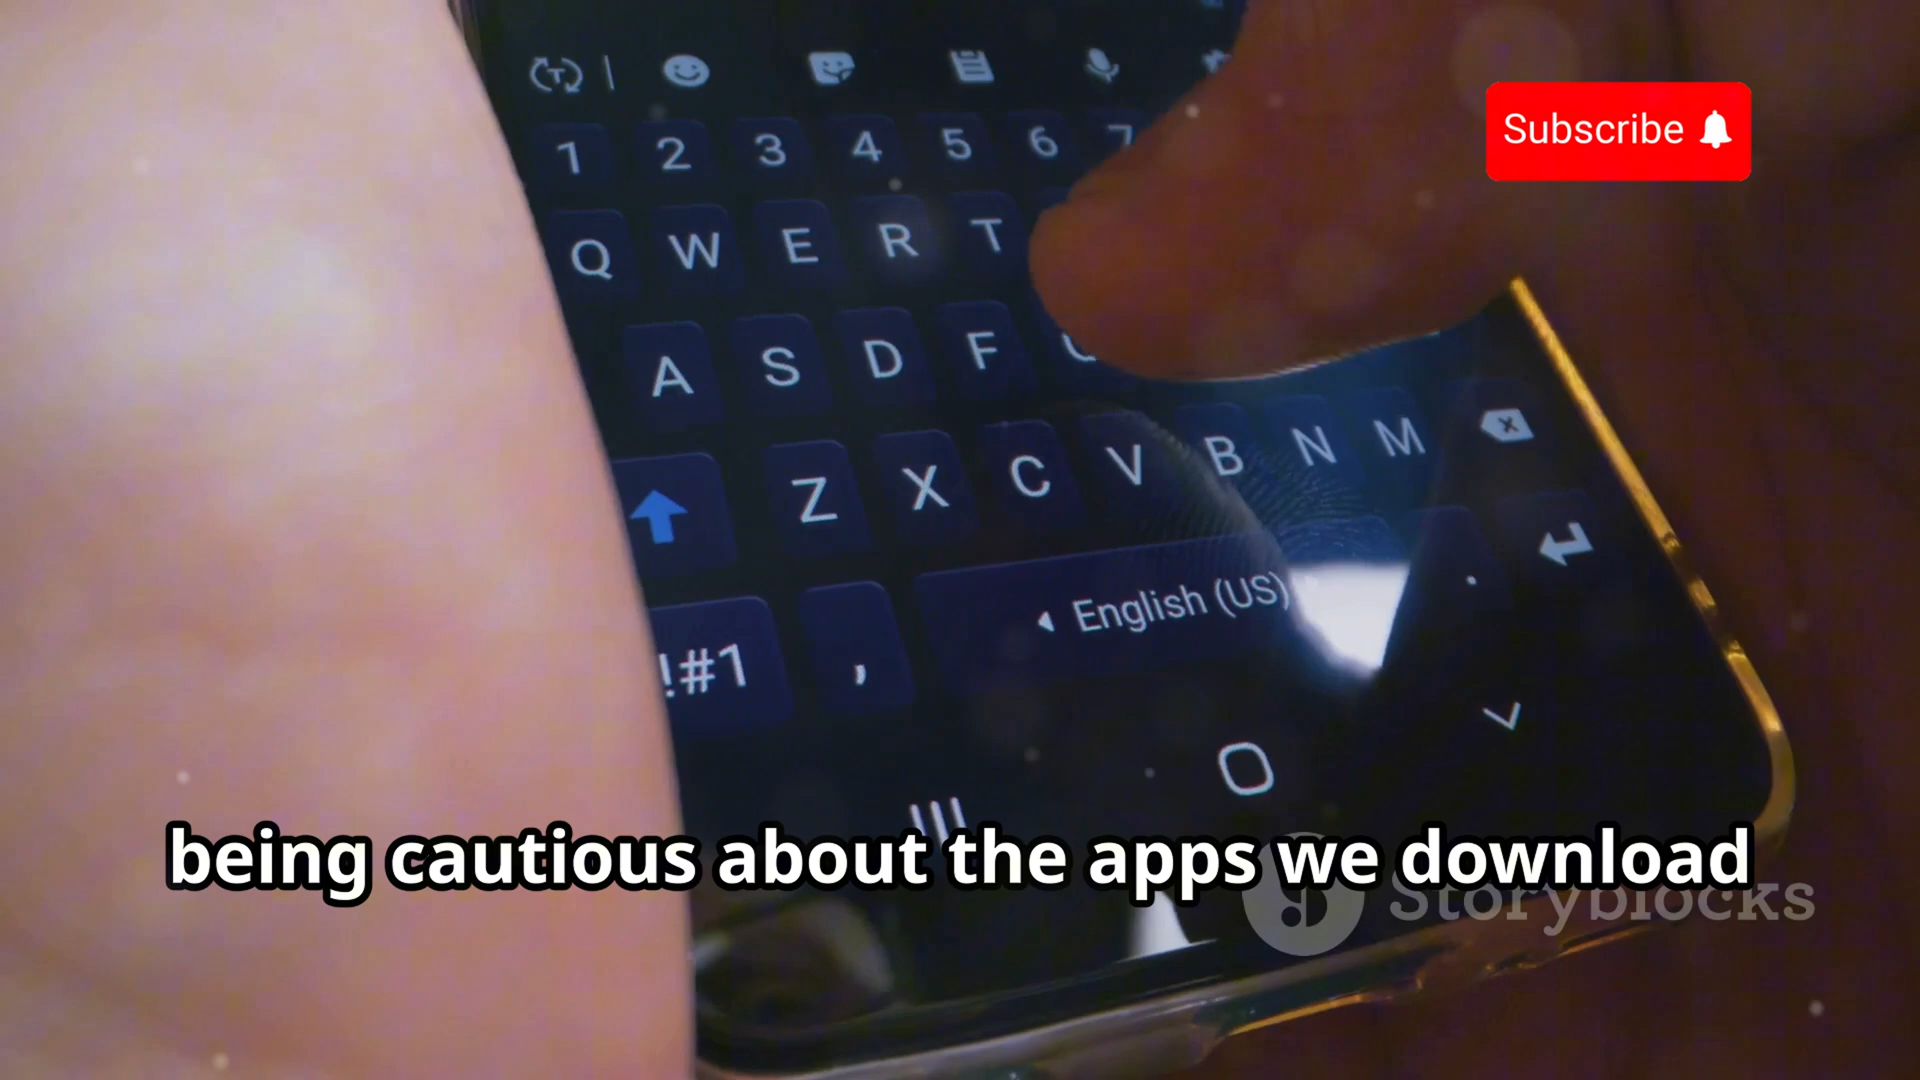 Subscribe
1 2 3 4 5 6 7
Q W E R T
A S D F
Z X C V B N M
!#1 , English (US) .
being cautious about the apps we download
Storyblocks